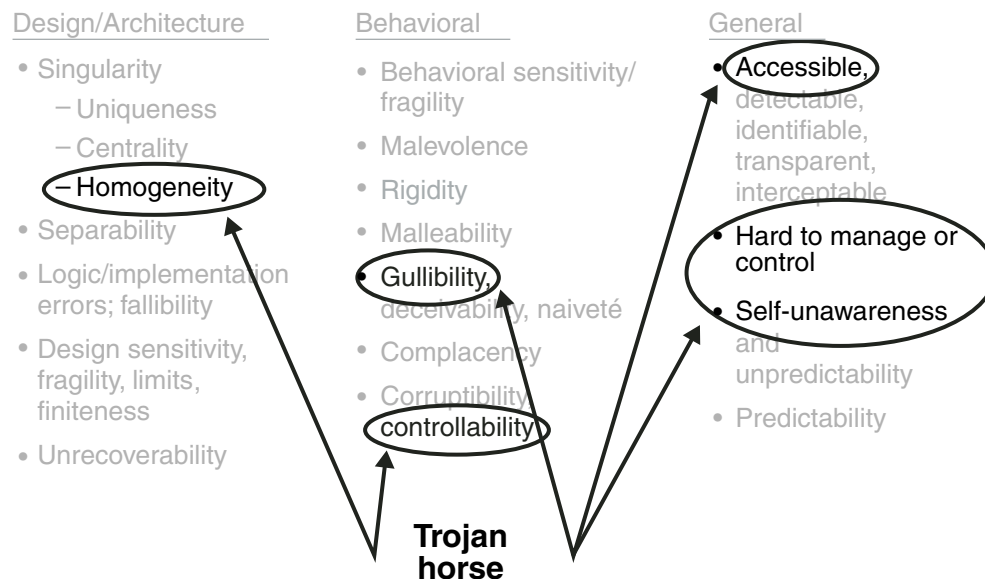 Design/Architecture
• Singularity
– Uniqueness
– Centrality
– Homogeneity
• Separability
• Logic/implementation
errors; fallibility
• Design sensitivity,
fragility, limits,
finiteness
• Unrecoverability
Behavioral
• Behavioral sensitivity/
fragility
• Malevolence
• Rigidity
• Malleability
• Gullibility,
deceivability, naiveté
• Complacency
• Corruptibility,
controllability
General
• Accessible,
detectable,
identifiable,
transparent,
interceptable
• Hard to manage or
control
• Self-unawareness
and
unpredictability
• Predictability
Trojan
horse